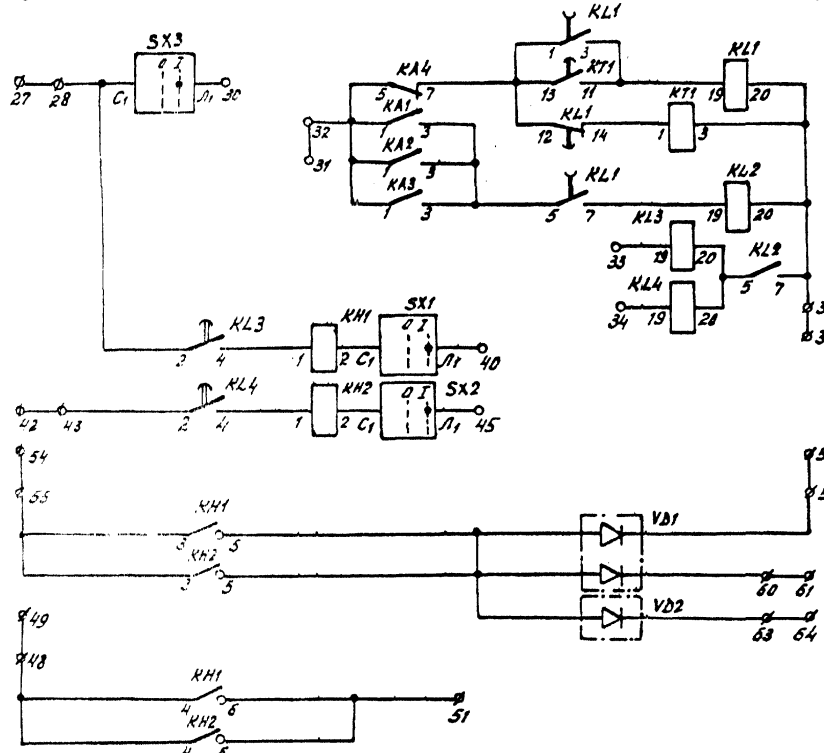 SX3
O I
27 28 C1 Л1 30
KL1
1 3
KA4 KT1 KL1
5 7 13 11 19 20
KA1 KL1 KT1
32 1 3 12 14 1 3
31 KA2
1 3
KA3 KL1 KL2
1 3 5 7 19 20
KL3
33 19 20 KL2
KL4 5 7
34 19 20
3
3
SX1
KL3 KH1 O I
2 4 1 2 C1 Л1 40
KL4 KH2 O I SX2
42 43 2 4 1 2 C1 Л1 45
54 5
55 5
KH1 VD1
3 5
KH2
3 5 60 61
49 VD2
63 64
48
KH1
4 6 51
KH2
4 6